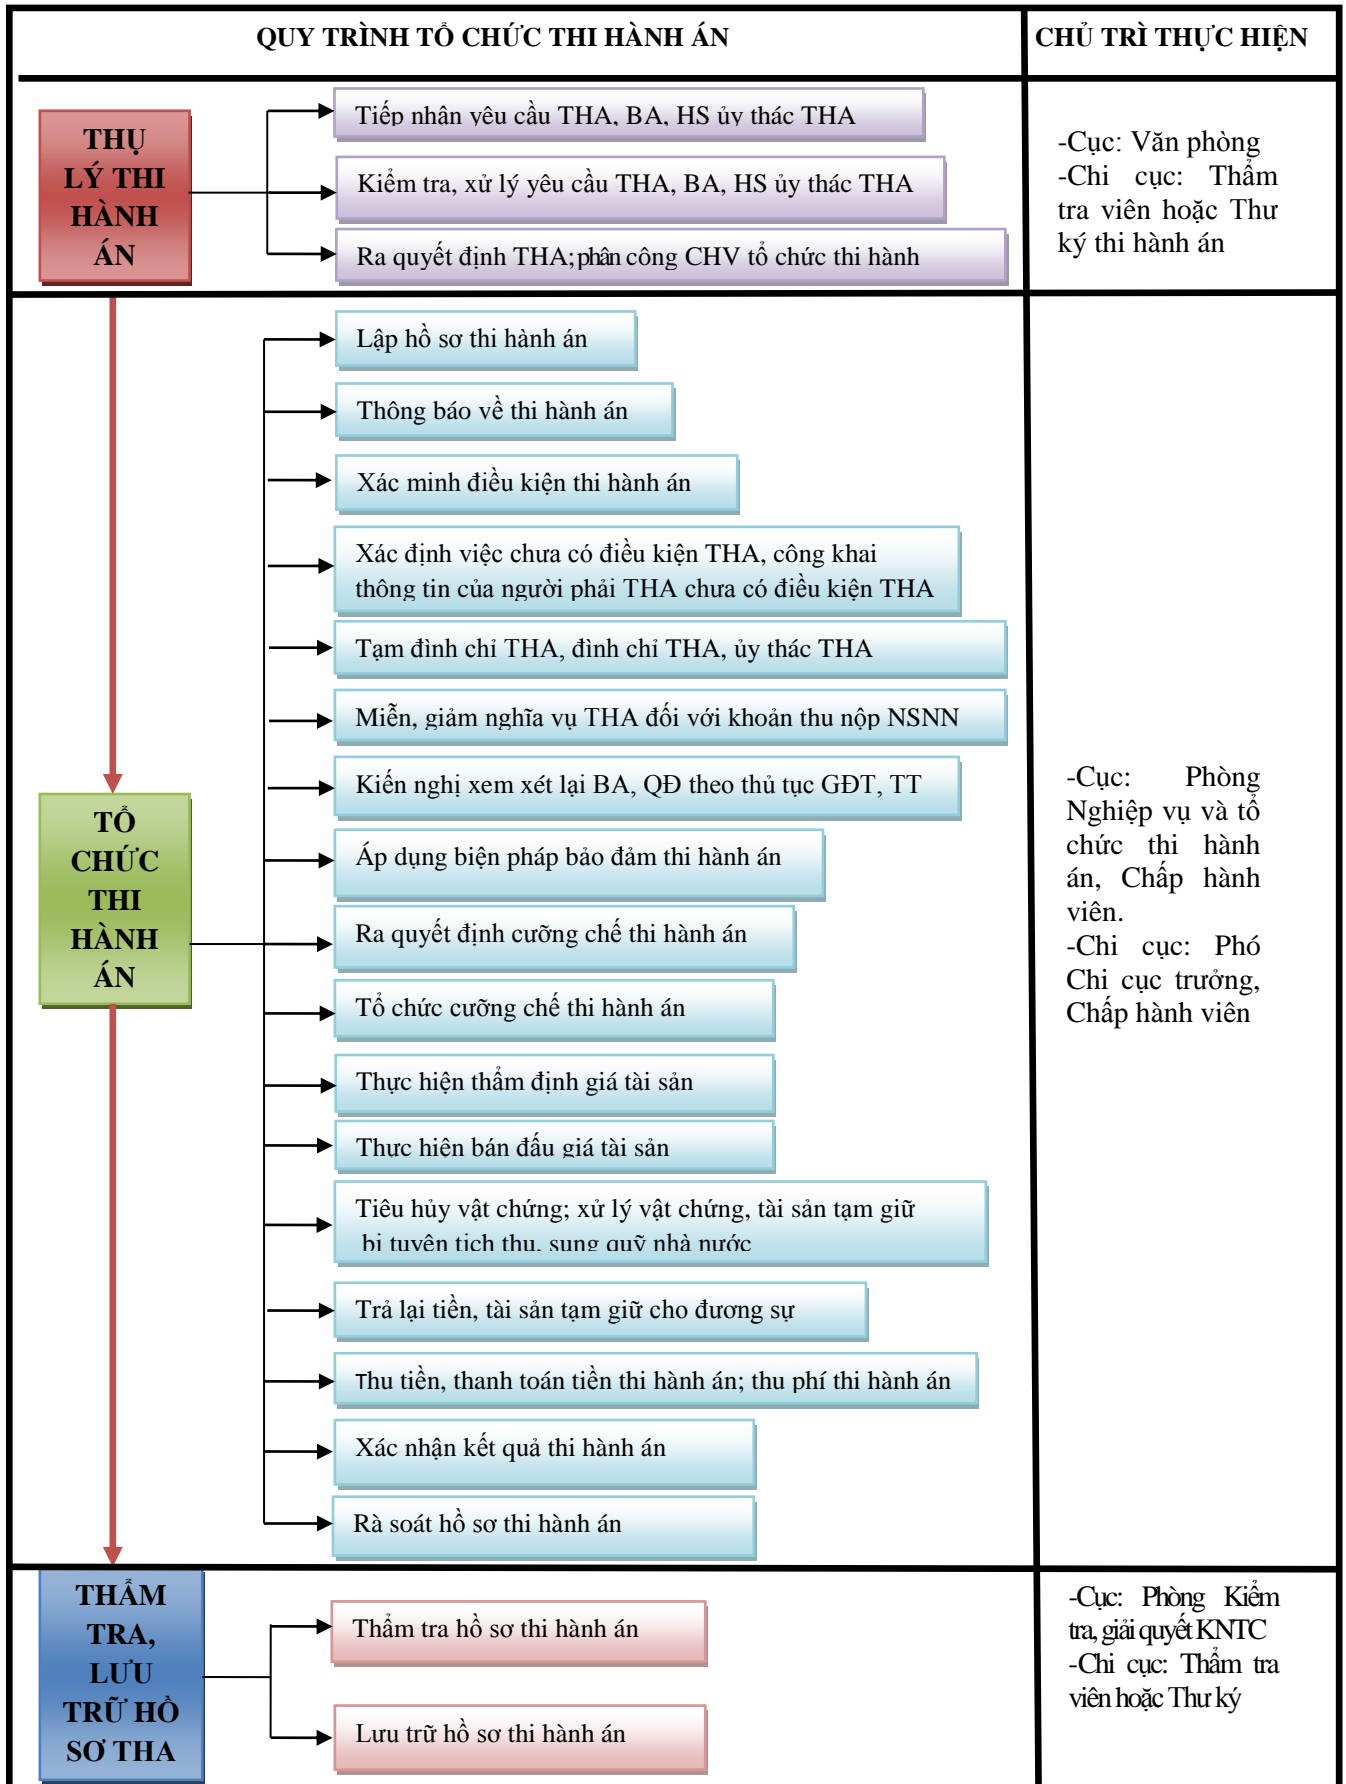 QUY TRÌNH TỔ CHỨC THI HÀNH ÁN
CHỦ TRÌ THỰC HIỆN
THỤ
LÝ THI
HÀNH
ÁN
Tiếp nhân yêu cầu THA, BA, HS ủy thác THA
Kiểm tra, xử lý yêu cầu THA, BA, HS ủy thác THA
Ra quyết định THA; phân công CHV tổ chức thi hành
-Cục: Văn phòng
-Chi cục: Thẩm
tra viên hoặc Thư
ký thi hành án
TỔ
CHỨC
THI
HÀNH
ÁN
Lập hồ sơ thi hành án
Thông báo về thi hành án
Xác minh điều kiện thi hành án
Xác định việc chưa có điều kiện THA, công khai
thông tin của người phải THA chưa có điều kiện THA
Tạm đình chỉ THA, đình chỉ THA, ủy thác THA
Miễn, giảm nghĩa vụ THA đối với khoản thu nộp NSNN
Kiến nghị xem xét lại BA, QĐ theo thủ tục GĐT, TT
Áp dụng biện pháp bảo đảm thi hành án
Ra quyết định cưỡng chế thi hành án
Tổ chức cưỡng chế thi hành án
Thực hiện thẩm định giá tài sản
Thực hiện bán đấu giá tài sản
Tiêu hủy vật chứng; xử lý vật chứng, tài sản tạm giữ
bị tuyên tịch thu, sung quỹ nhà nước
Trả lại tiền, tài sản tạm giữ cho đương sự
Thu tiền, thanh toán tiền thi hành án; thu phí thi hành án
Xác nhận kết quả thi hành án
Rà soát hồ sơ thi hành án
-Cục: Phòng
Nghiệp vụ và tổ
chức thi hành
án, Chấp hành
viên.
-Chi cục: Phó
Chi cục trưởng,
Chấp hành viên
THẨM
TRA,
LƯU
TRỮ HỒ
SƠ THA
Thẩm tra hồ sơ thi hành án
Lưu trữ hồ sơ thi hành án
-Cục: Phòng Kiểm
tra, giải quyết KNTC
-Chi cục: Thẩm tra
viên hoặc Thư ký